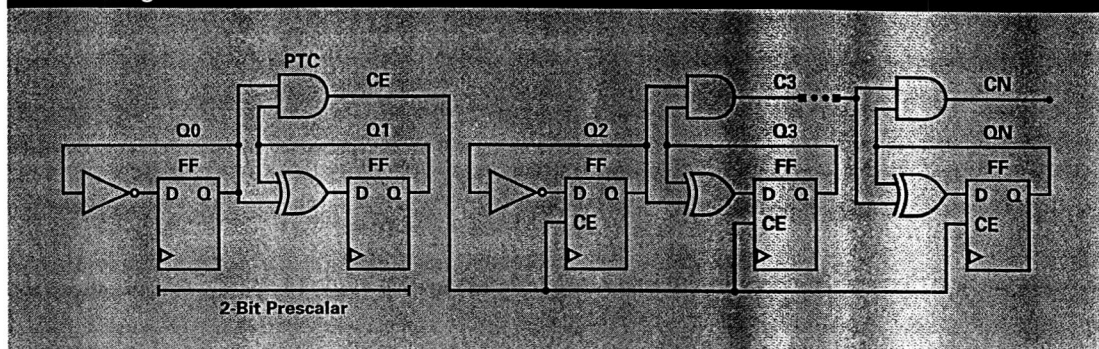 PTC
CE
C3
CN
Q0
Q1
Q2
Q3
QN
FF
FF
FF
FF
FF
D Q
D Q
D Q
D Q
D Q
CE
CE
CE
2-Bit Prescalar